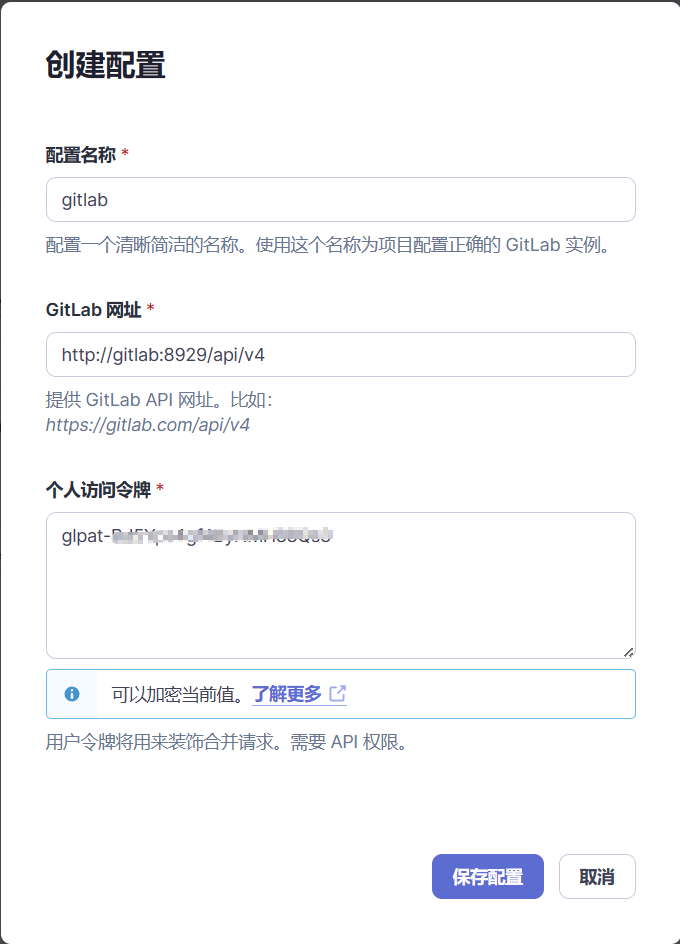 创建配置
配置名称 *
gitlab
配置一个清晰简洁的名称。使用这个名称为项目配置正确的 GitLab 实例。
GitLab 网址 *
http://gitlab:8929/api/v4
提供 GitLab API 网址。比如：
https://gitlab.com/api/v4
个人访问令牌 *
glpat-
可以加密当前值。 了解更多
用户令牌将用来装饰合并请求。需要 API 权限。
保存配置 取消